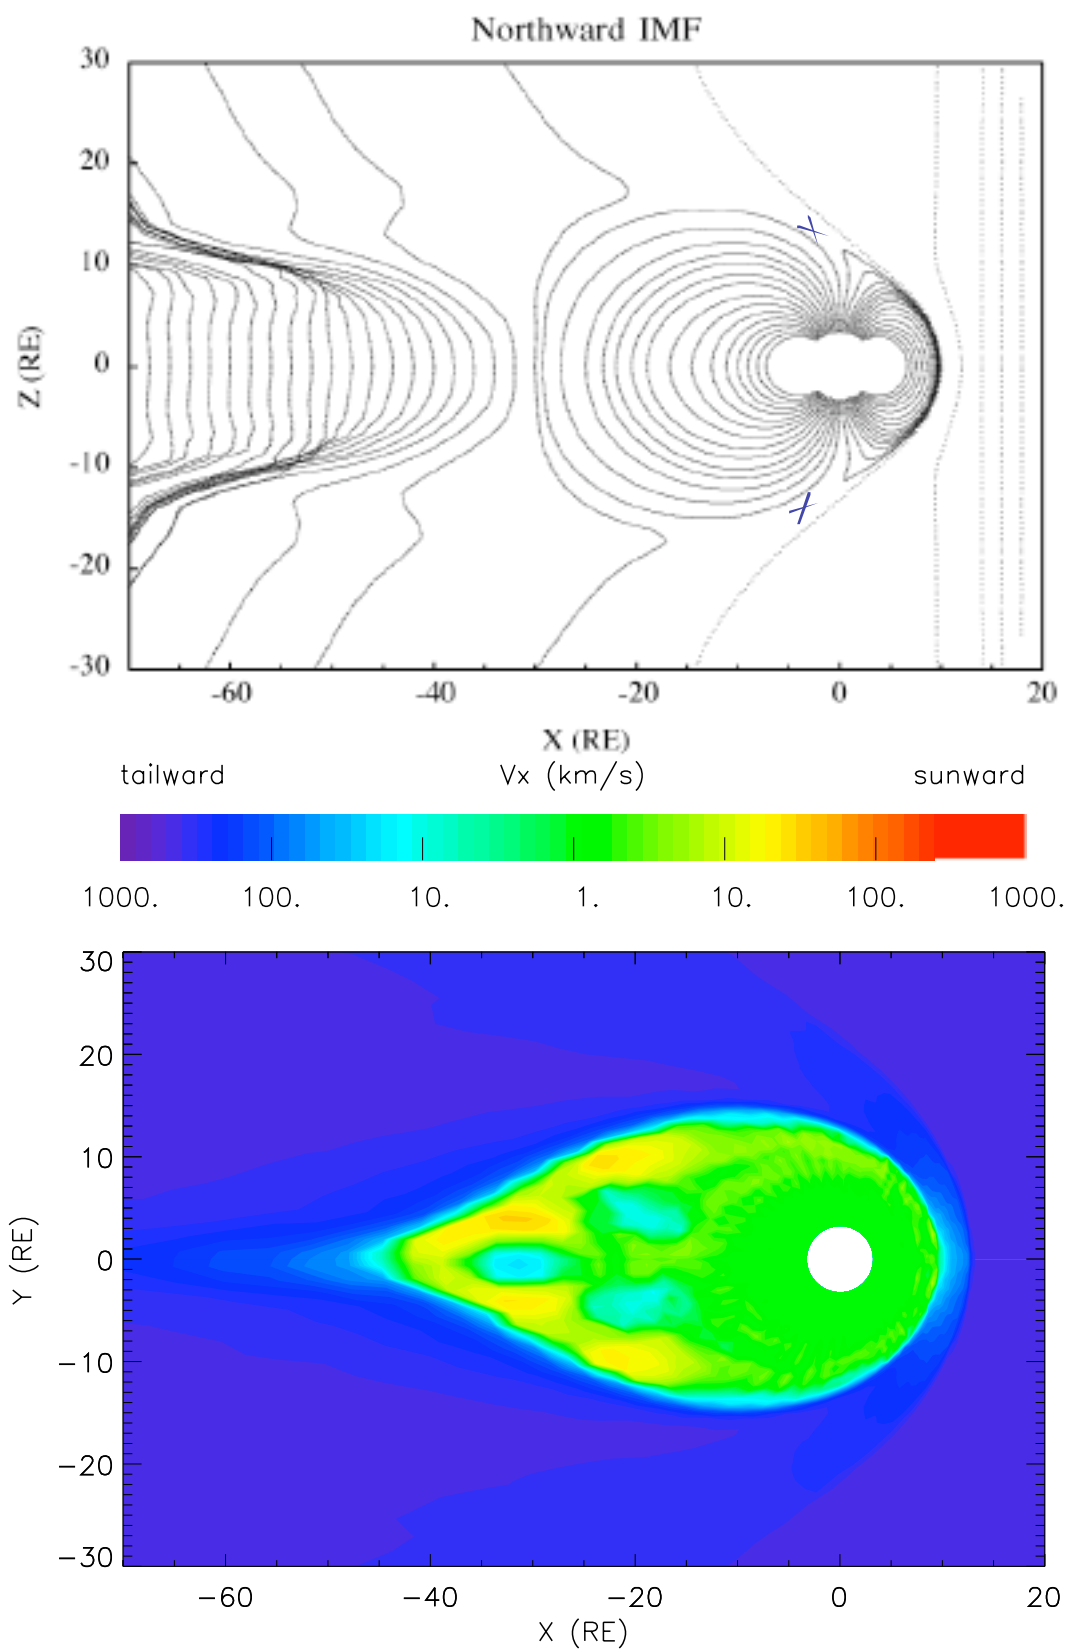 Northward IMF
30
20
10
0
-10
-20
-30
Z (RE)
-60 -40 -20 0 20
X (RE)
tailward Vx (km/s) sunward
1000. 100. 10. 1. 10. 100. 1000.
30
20
10
0
-10
-20
-30
Y (RE)
-60 -40 -20 0 20
X (RE)